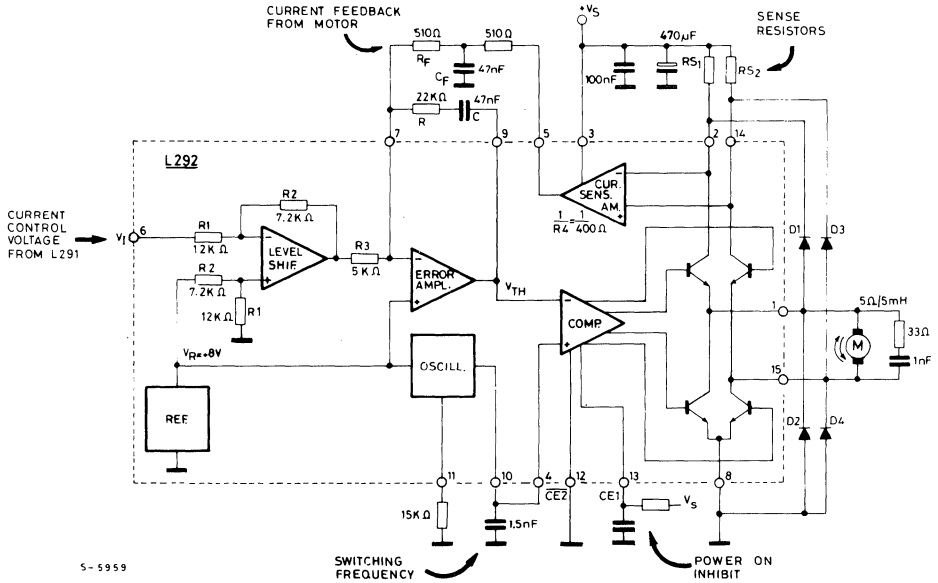 CURRENT FEEDBACK
FROM MOTOR
+VS
SENSE
RESISTORS
510Ω
510Ω
RF
CF
47nF
22KΩ
R
47nF
C
470µF
100nF
RS1
RS2
7
9
5
3
2
14
L292
CURRENT
CONTROL
VOLTAGE
FROM L291
VI
6
R1
12KΩ
R2
7.2KΩ
LEVEL
SHIF.
R3
5KΩ
R2
7.2KΩ
R1
12KΩ
ERROR
AMPL.
VTH
CUR.
SENS.
AM.
1/R4=1/400Ω
COMP.
D1
D3
1
5Ω/5mH
M
33Ω
1nF
15
VR=+8V
REF.
OSCILL.
D2
D4
11
10
4
12
13
8
CE2
CE1
15KΩ
1.5nF
VS
SWITCHING
FREQUENCY
POWER ON
INHIBIT
S-5959